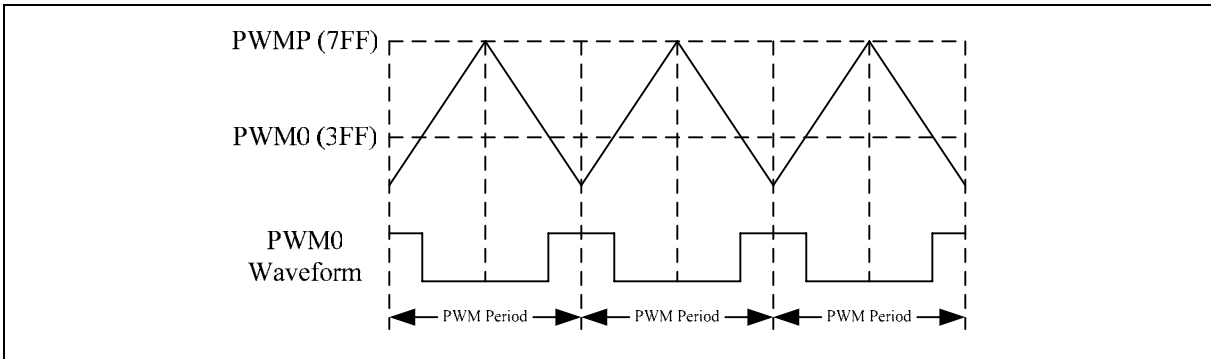 PWMP (7FF)
PWM0 (3FF)
PWM0
Waveform
PWM Period
PWM Period
PWM Period